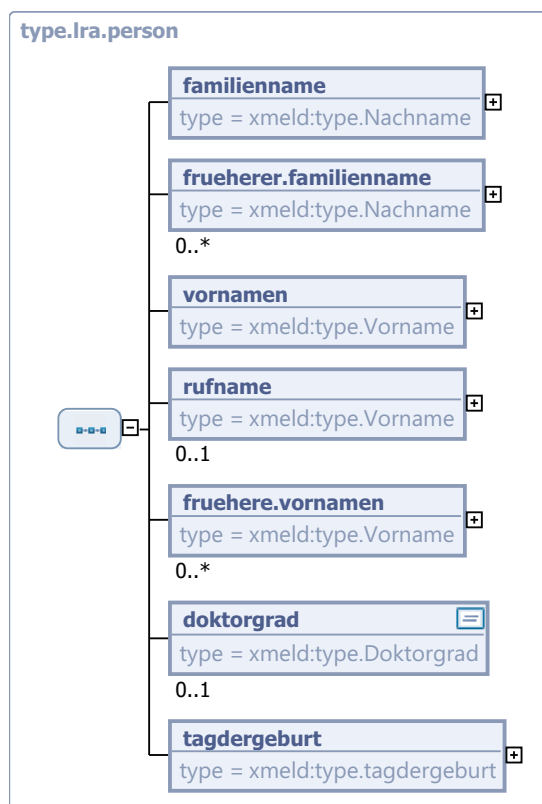 type.lra.person
familienname
type = xmeld:type.Nachname
frueherer.familienname
type = xmeld:type.Nachname
0..*
vornamen
type = xmeld:type.Vorname
rufname
type = xmeld:type.Vorname
0..1
fruehere.vornamen
type = xmeld:type.Vorname
0..*
doktorgrad
type = xmeld:type.Doktorgrad
0..1
tagdergeburt
type = xmeld:type.tagdergeburt